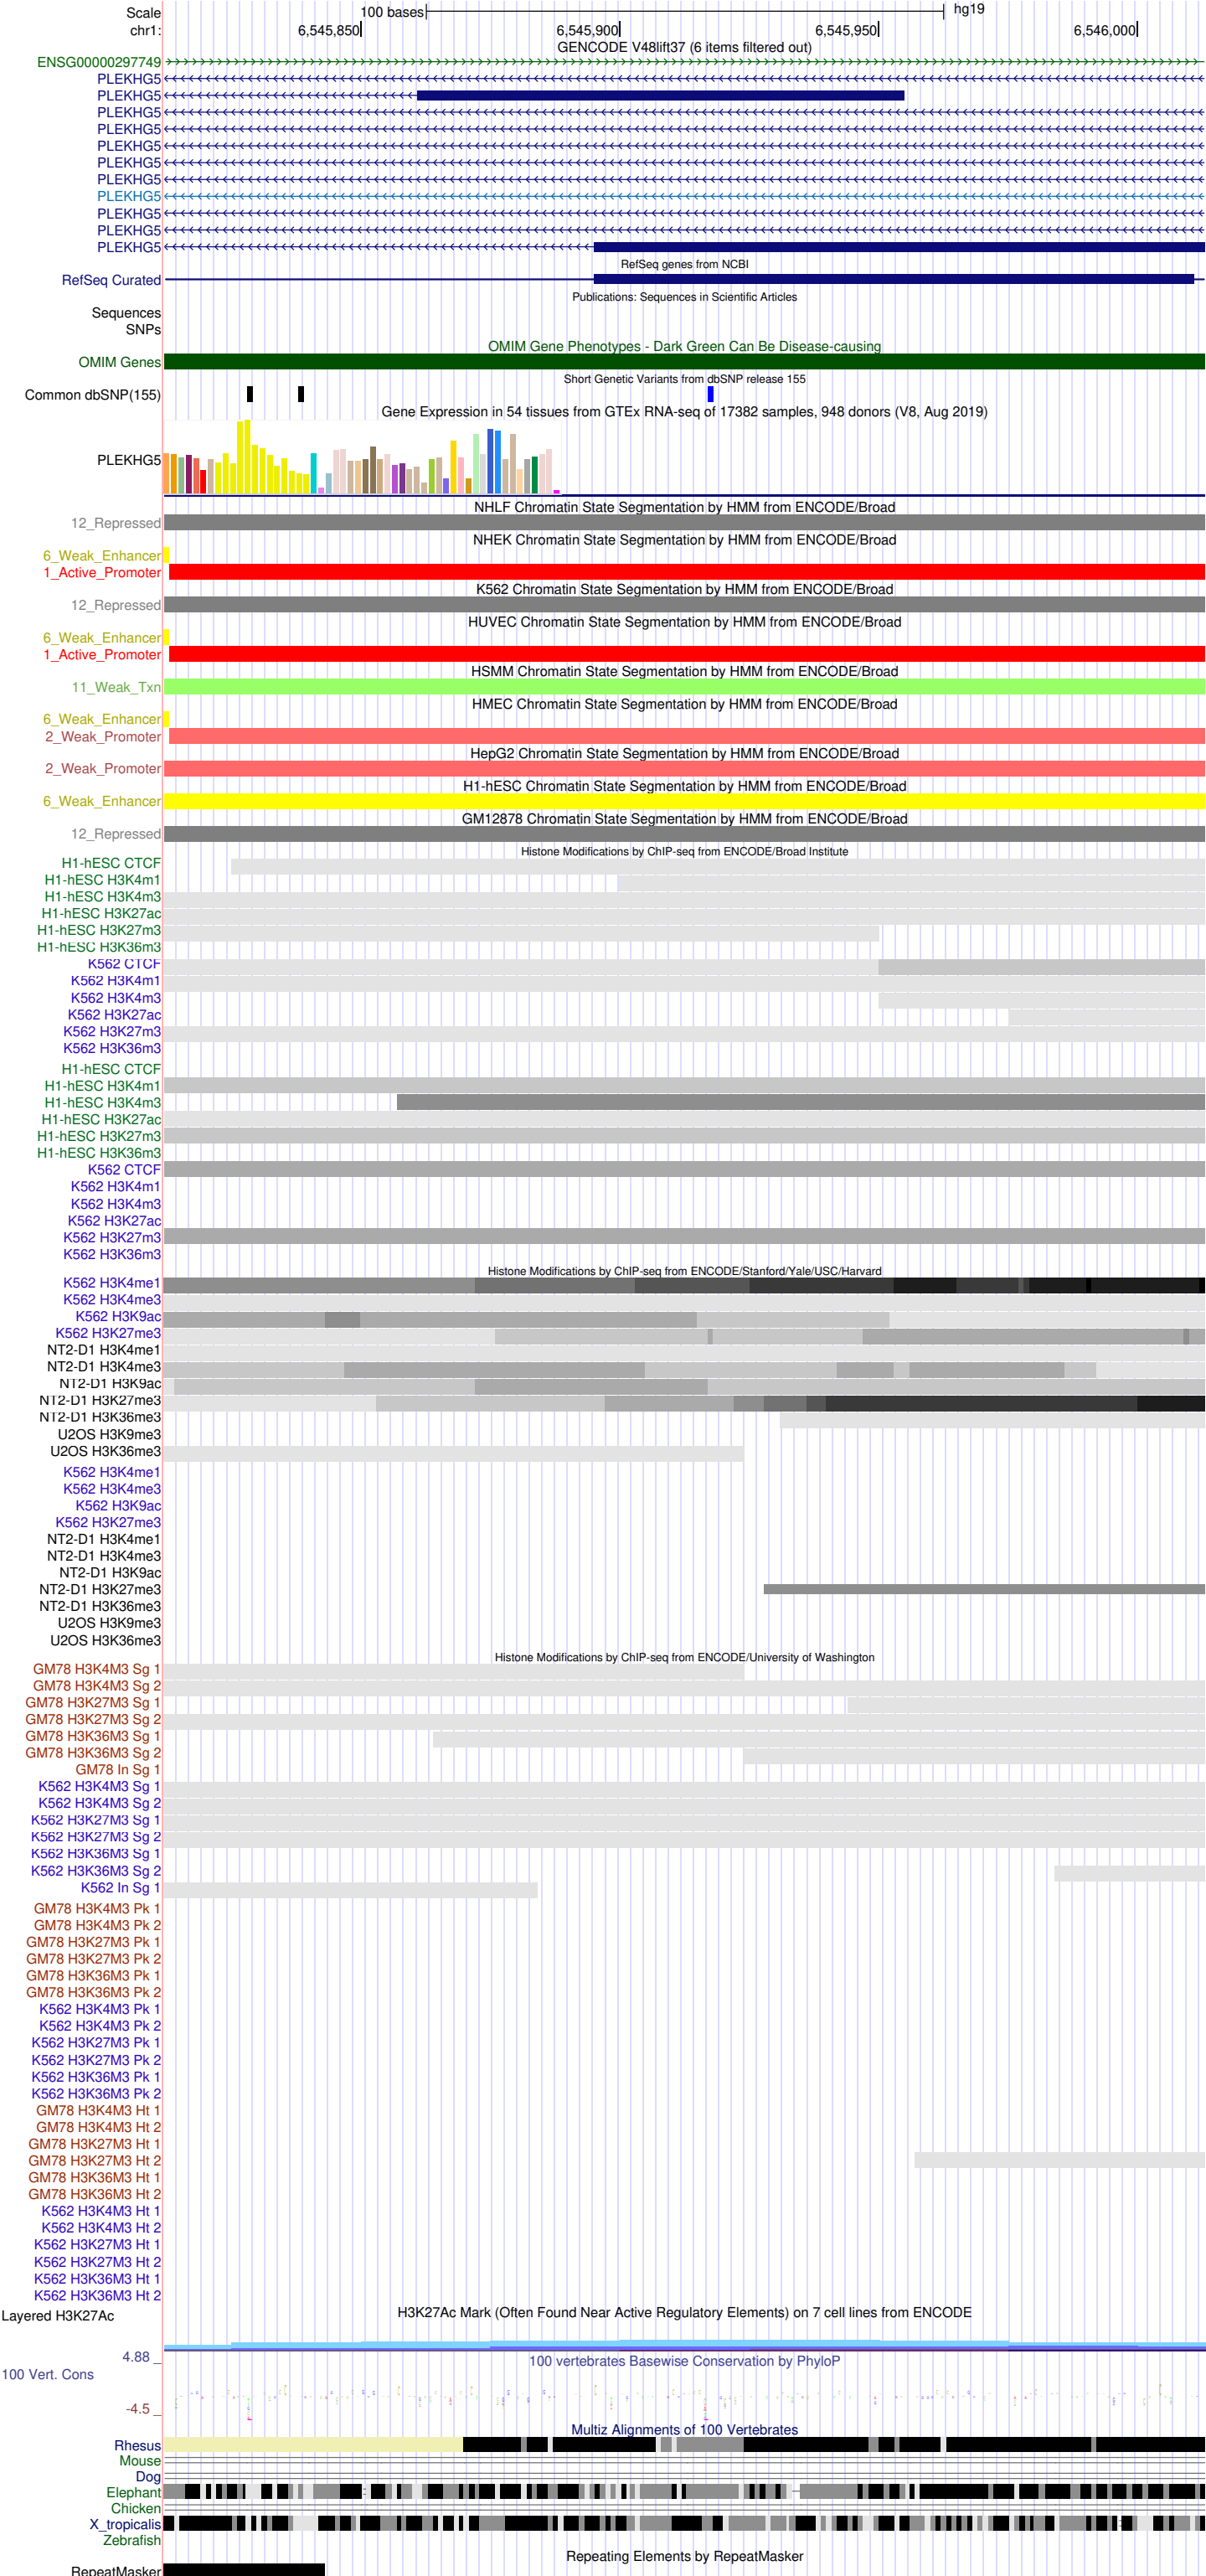 Scale 100 bases hg19
chr1: 6,545,850 6,545,900 6,545,950 6,546,000
GENCODE V48lift37 (6 items filtered out)
ENSG00000297749
PLEKHG5
PLEKHG5
PLEKHG5
PLEKHG5
PLEKHG5
PLEKHG5
PLEKHG5
PLEKHG5
PLEKHG5
PLEKHG5
PLEKHG5
RefSeq genes from NCBI
RefSeq Curated
Publications: Sequences in Scientific Articles
Sequences
SNPs
OMIM Gene Phenotypes - Dark Green Can Be Disease-causing
OMIM Genes
Short Genetic Variants from dbSNP release 155
Common dbSNP(155)
Gene Expression in 54 tissues from GTEx RNA-seq of 17382 samples, 948 donors (V8, Aug 2019)
PLEKHG5
NHLF Chromatin State Segmentation by HMM from ENCODE/Broad
12_Repressed
NHEK Chromatin State Segmentation by HMM from ENCODE/Broad
6_Weak_Enhancer
1_Active_Promoter
K562 Chromatin State Segmentation by HMM from ENCODE/Broad
12_Repressed
HUVEC Chromatin State Segmentation by HMM from ENCODE/Broad
6_Weak_Enhancer
1_Active_Promoter
HSMM Chromatin State Segmentation by HMM from ENCODE/Broad
11_Weak_Txn
HMEC Chromatin State Segmentation by HMM from ENCODE/Broad
6_Weak_Enhancer
2_Weak_Promoter
HepG2 Chromatin State Segmentation by HMM from ENCODE/Broad
2_Weak_Promoter
H1-hESC Chromatin State Segmentation by HMM from ENCODE/Broad
6_Weak_Enhancer
GM12878 Chromatin State Segmentation by HMM from ENCODE/Broad
12_Repressed
Histone Modifications by ChIP-seq from ENCODE/Broad Institute
H1-hESC CTCF
H1-hESC H3K4m1
H1-hESC H3K4m3
H1-hESC H3K27ac
H1-hESC H3K27m3
H1-hESC H3K36m3
K562 CTCF
K562 H3K4m1
K562 H3K4m3
K562 H3K27ac
K562 H3K27m3
K562 H3K36m3
H1-hESC CTCF
H1-hESC H3K4m1
H1-hESC H3K4m3
H1-hESC H3K27ac
H1-hESC H3K27m3
H1-hESC H3K36m3
K562 CTCF
K562 H3K4m1
K562 H3K4m3
K562 H3K27ac
K562 H3K27m3
K562 H3K36m3
Histone Modifications by ChIP-seq from ENCODE/Stanford/Yale/USC/Harvard
K562 H3K4me1
K562 H3K4me3
K562 H3K9ac
K562 H3K27me3
NT2-D1 H3K4me1
NT2-D1 H3K4me3
NT2-D1 H3K9ac
NT2-D1 H3K27me3
NT2-D1 H3K36me3
U2OS H3K9me3
U2OS H3K36me3
K562 H3K4me1
K562 H3K4me3
K562 H3K9ac
K562 H3K27me3
NT2-D1 H3K4me1
NT2-D1 H3K4me3
NT2-D1 H3K9ac
NT2-D1 H3K27me3
NT2-D1 H3K36me3
U2OS H3K9me3
U2OS H3K36me3
Histone Modifications by ChIP-seq from ENCODE/University of Washington
GM78 H3K4M3 Sg 1
GM78 H3K4M3 Sg 2
GM78 H3K27M3 Sg 1
GM78 H3K27M3 Sg 2
GM78 H3K36M3 Sg 1
GM78 H3K36M3 Sg 2
GM78 In Sg 1
K562 H3K4M3 Sg 1
K562 H3K4M3 Sg 2
K562 H3K27M3 Sg 1
K562 H3K27M3 Sg 2
K562 H3K36M3 Sg 1
K562 H3K36M3 Sg 2
K562 In Sg 1
GM78 H3K4M3 Pk 1
GM78 H3K4M3 Pk 2
GM78 H3K27M3 Pk 1
GM78 H3K27M3 Pk 2
GM78 H3K36M3 Pk 1
GM78 H3K36M3 Pk 2
K562 H3K4M3 Pk 1
K562 H3K4M3 Pk 2
K562 H3K27M3 Pk 1
K562 H3K27M3 Pk 2
K562 H3K36M3 Pk 1
K562 H3K36M3 Pk 2
GM78 H3K4M3 Ht 1
GM78 H3K4M3 Ht 2
GM78 H3K27M3 Ht 1
GM78 H3K27M3 Ht 2
GM78 H3K36M3 Ht 1
GM78 H3K36M3 Ht 2
K562 H3K4M3 Ht 1
K562 H3K4M3 Ht 2
K562 H3K27M3 Ht 1
K562 H3K27M3 Ht 2
K562 H3K36M3 Ht 1
K562 H3K36M3 Ht 2
H3K27Ac Mark (Often Found Near Active Regulatory Elements) on 7 cell lines from ENCODE
Layered H3K27Ac
4.88 _
100 vertebrates Basewise Conservation by PhyloP
100 Vert. Cons
-4.5 _
Multiz Alignments of 100 Vertebrates
Rhesus
Mouse
Dog
Elephant
Chicken
X_tropicalis
Zebrafish
Repeating Elements by RepeatMasker
RepeatMasker